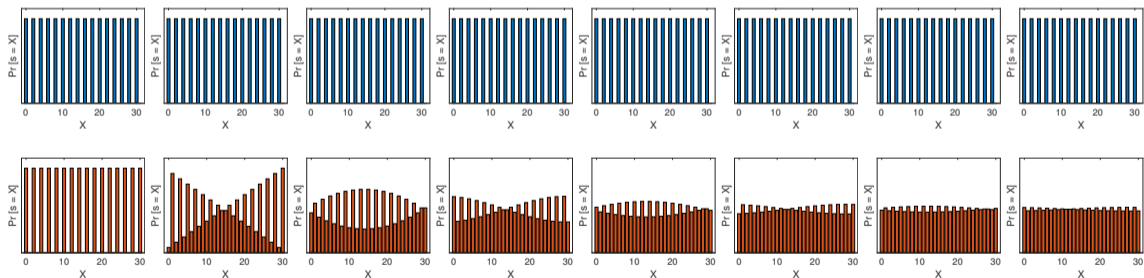 Pr [s = X] Pr [s = X] Pr [s = X] Pr [s = X] Pr [s = X] Pr [s = X] Pr [s = X] Pr [s = X]
0 10 20 30 0 10 20 30 0 10 20 30 0 10 20 30 0 10 20 30 0 10 20 30 0 10 20 30 0 10 20 30
X X X X X X X X
Pr [s = X] Pr [s = X] Pr [s = X] Pr [s = X] Pr [s = X] Pr [s = X] Pr [s = X] Pr [s = X]
0 10 20 30 0 10 20 30 0 10 20 30 0 10 20 30 0 10 20 30 0 10 20 30 0 10 20 30 0 10 20 30
X X X X X X X X